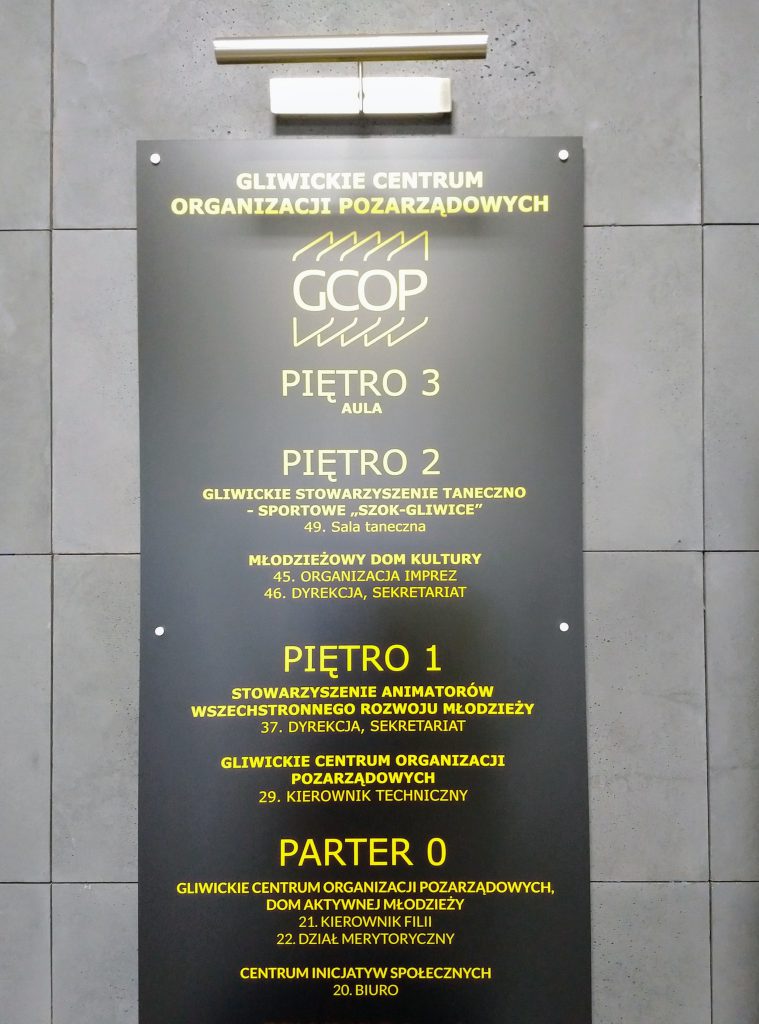 GLIWICKIE CENTRUM
ORGANIZACJI POZARZĄDOWYCH
GCOP
PIĘTRO 3
AULA
PIĘTRO 2
GLIWICKIE STOWARZYSZENIE TANECZNO
- SPORTOWE „SZOK-GLIWICE”
49. Sala taneczna
MŁODZIEŻOWY DOM KULTURY
45. ORGANIZACJA IMPREZ
46. DYREKCJA, SEKRETARIAT
PIĘTRO 1
STOWARZYSZENIE ANIMATORÓW
WSZECHSTRONNEGO ROZWOJU MŁODZIEŻY
37. DYREKCJA, SEKRETARIAT
GLIWICKIE CENTRUM ORGANIZACJI
POZARZĄDOWYCH
29. KIEROWNIK TECHNICZNY
PARTER 0
GLIWICKIE CENTRUM ORGANIZACJI POZARZĄDOWYCH,
DOM AKTYWNEJ MŁODZIEŻY
21. KIEROWNIK FILII
22. DZIAŁ MERYTORYCZNY
CENTRUM INICJATYW SPOŁECZNYCH
20. BIURO